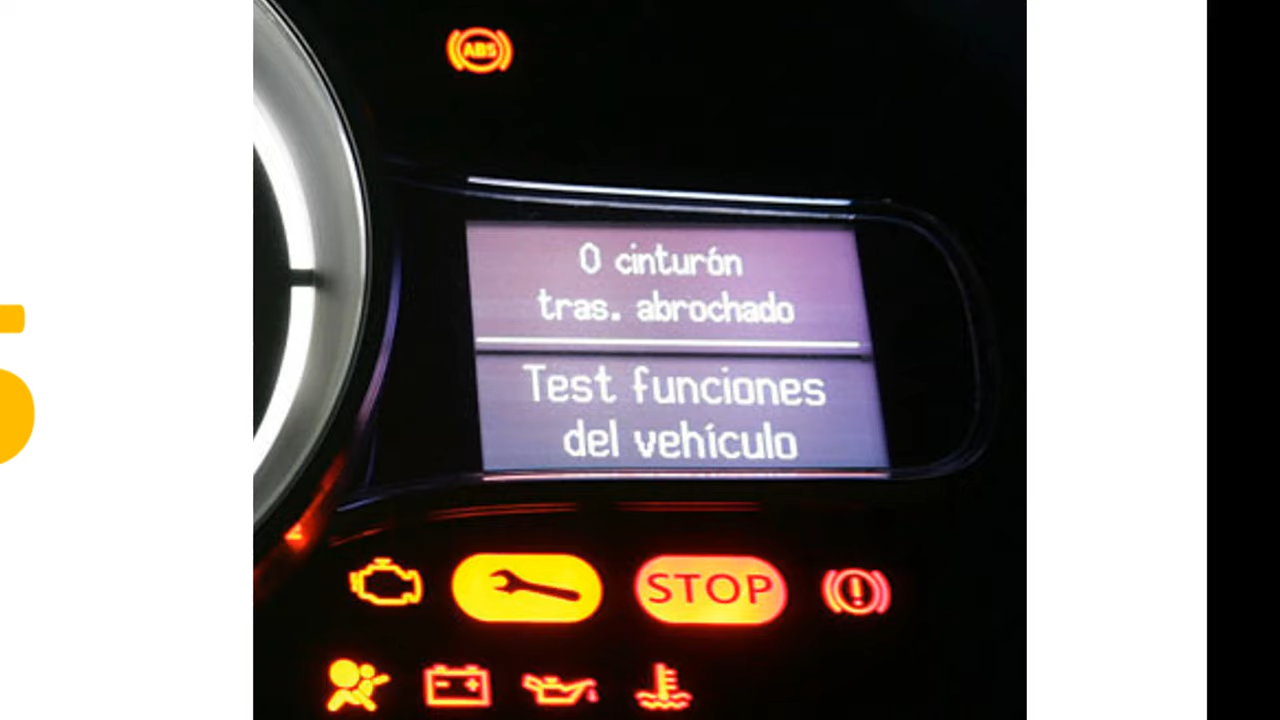 ABS
0 cinturón
tras. abrochado
Test funciones
del vehículo
STOP